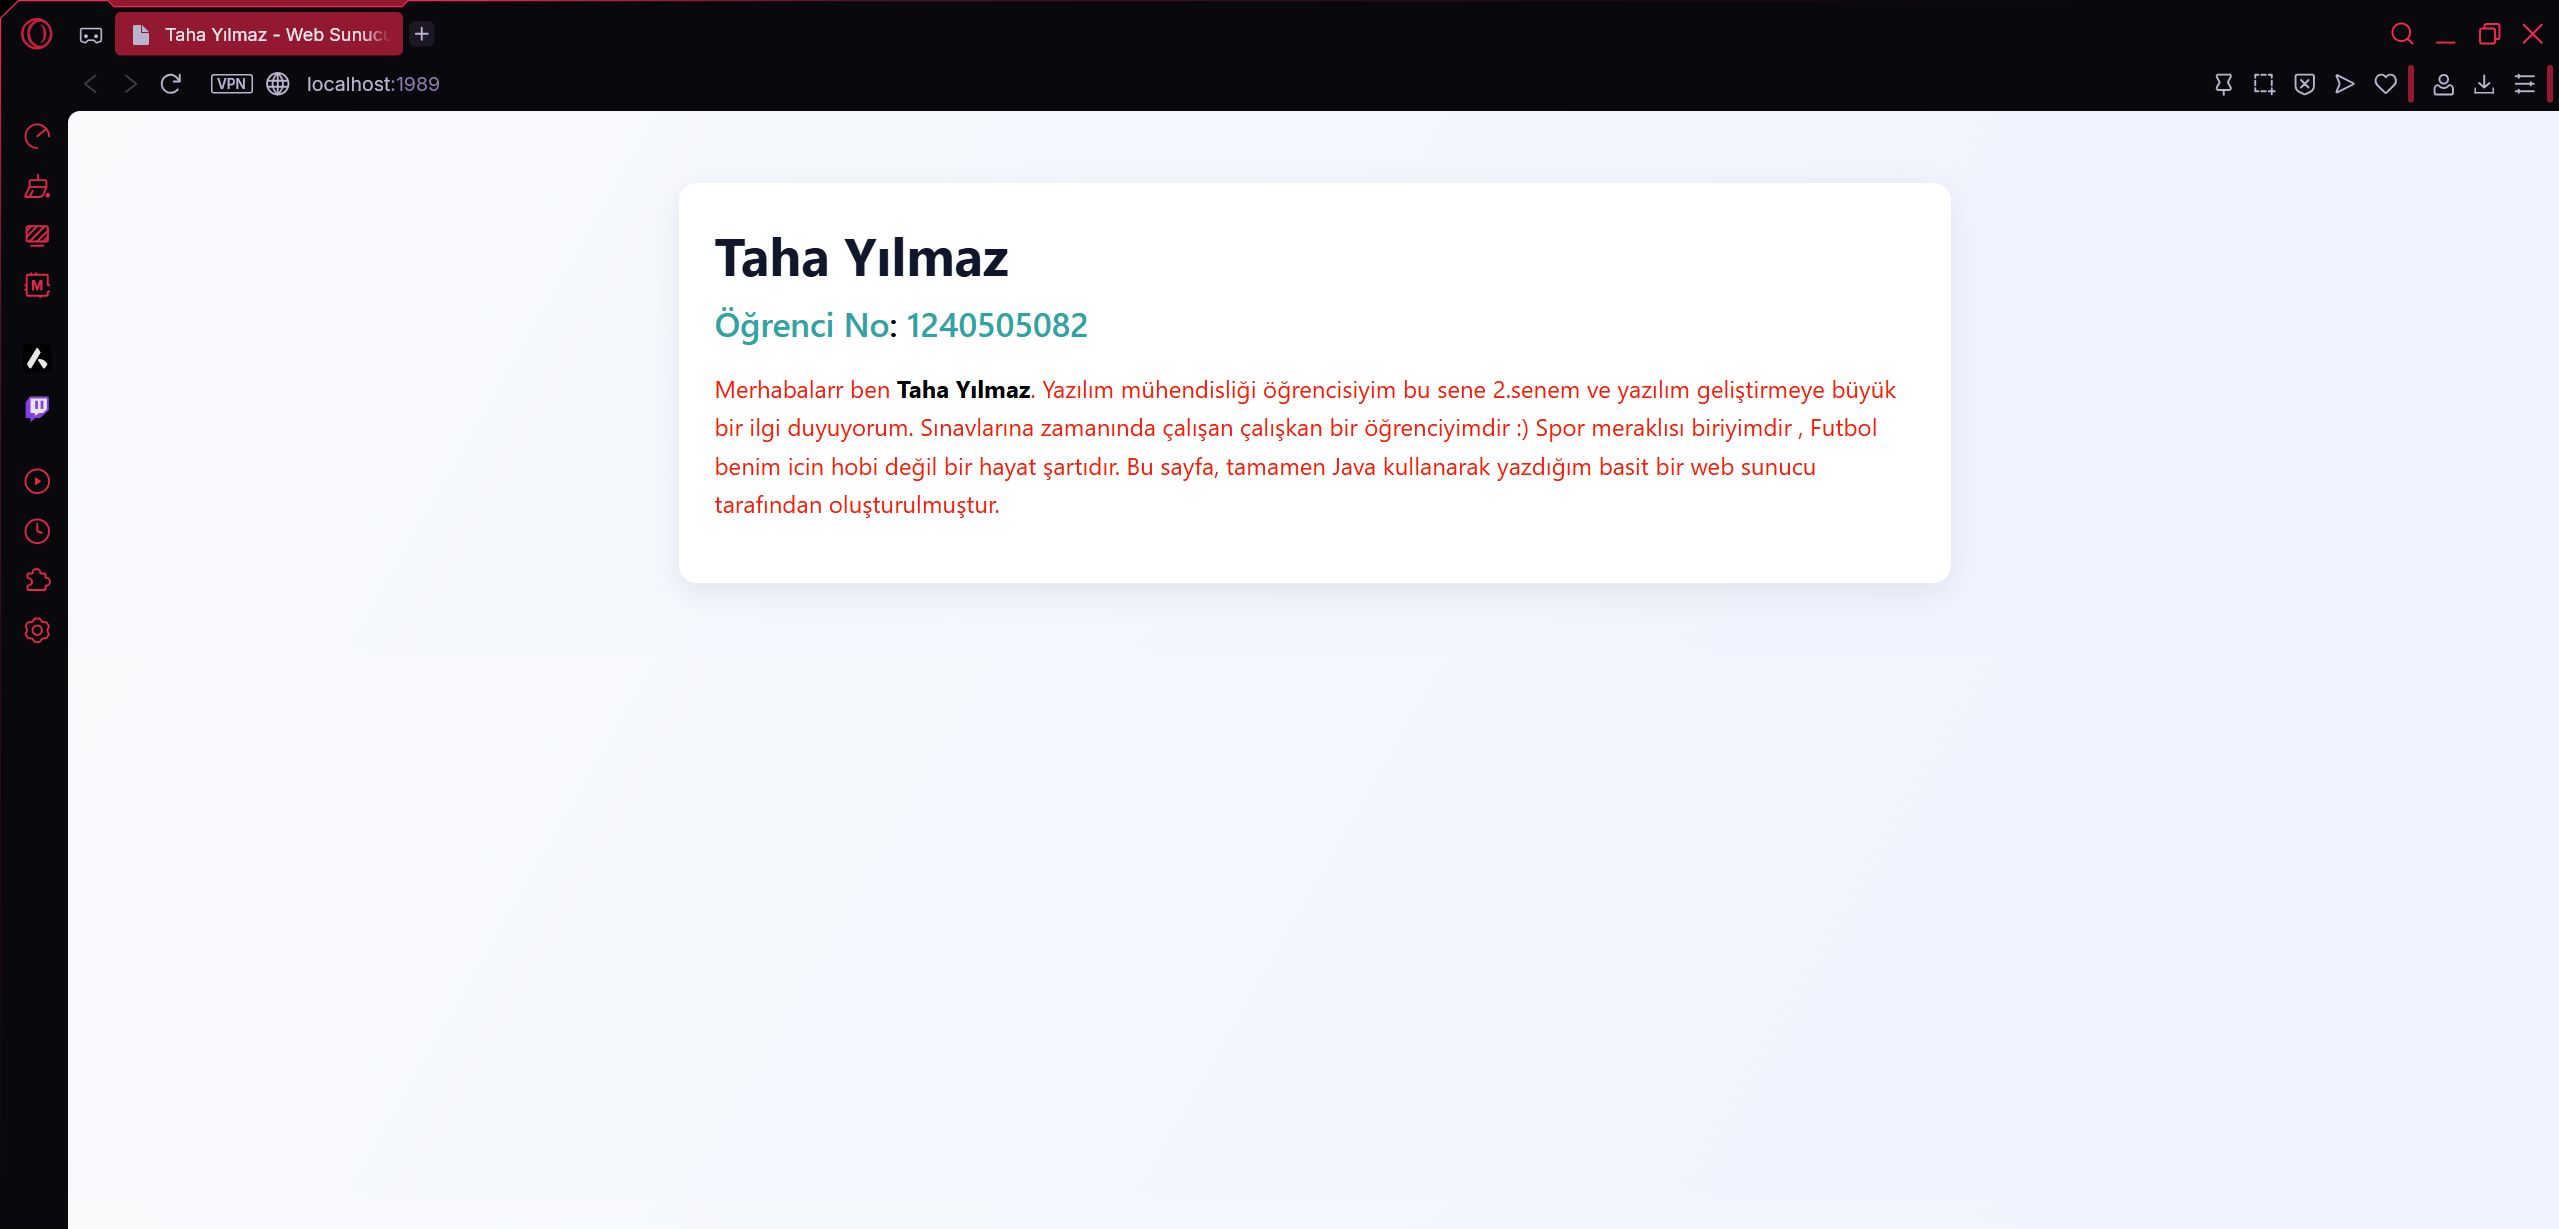 Taha Yılmaz - Web Sunucu
VPN
localhost:1989
M
Taha Yılmaz
Öğrenci No: 1240505082
Merhabalarr ben Taha Yılmaz. Yazılım mühendisliği öğrencisiyim bu sene 2.senem ve yazılım geliştirmeye büyük
bir ilgi duyuyorum. Sınavlarına zamanında çalışan çalışkan bir öğrenciyimdir :) Spor meraklısı biriyimdir , Futbol
benim icin hobi değil bir hayat şartıdır. Bu sayfa, tamamen Java kullanarak yazdığım basit bir web sunucu
tarafından oluşturulmuştur.